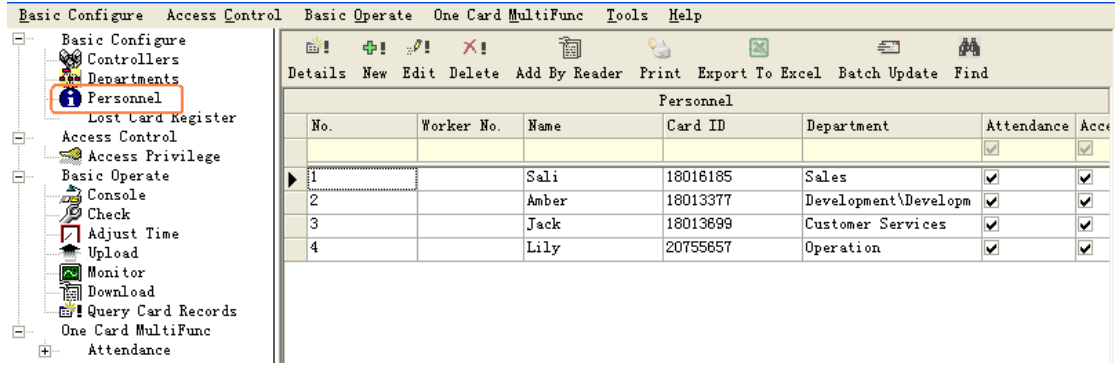 Basic Configure Access Control Basic Operate One Card MultiFunc Tools Help
Basic Configure
Controllers
Departments
Personnel
Lost Card Register
Access Control
Access Privilege
Basic Operate
Console
Check
Adjust Time
Upload
Monitor
Download
Query Card Records
One Card MultiFunc
Attendance
Details New Edit Delete Add By Reader Print Export To Excel Batch Update Find
Personnel
No. Worker No. Name Card ID Department Attendance Acce
1 Sali 18016185 Sales
2 Amber 18013377 Development\Developm
3 Jack 18013699 Customer Services
4 Lily 20755657 Operation